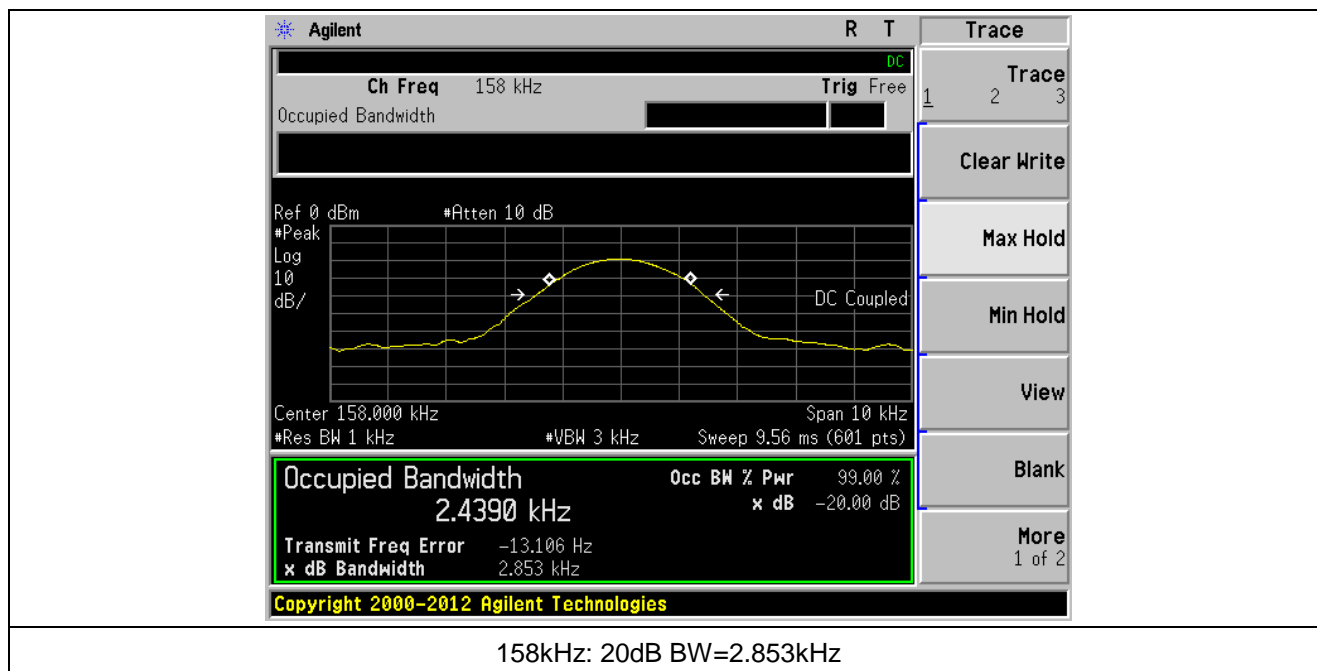 Agilent R T Trace
DC
Ch Freq 158 kHz Trig Free
Occupied Bandwidth
Trace
1 2 3
Clear Write
Ref 0 dBm #Atten 10 dB
#Peak
Log
10
dB/
DC Coupled
Max Hold
Min Hold
View
Center 158.000 kHz Span 10 kHz
#Res BW 1 kHz #VBW 3 kHz Sweep 9.56 ms (601 pts)
Occupied Bandwidth Occ BW % Pwr 99.00 %
2.4390 kHz x dB -20.00 dB
Transmit Freq Error -13.106 Hz
x dB Bandwidth 2.853 kHz
Blank
More
1 of 2
Copyright 2000-2012 Agilent Technologies
158kHz: 20dB BW=2.853kHz